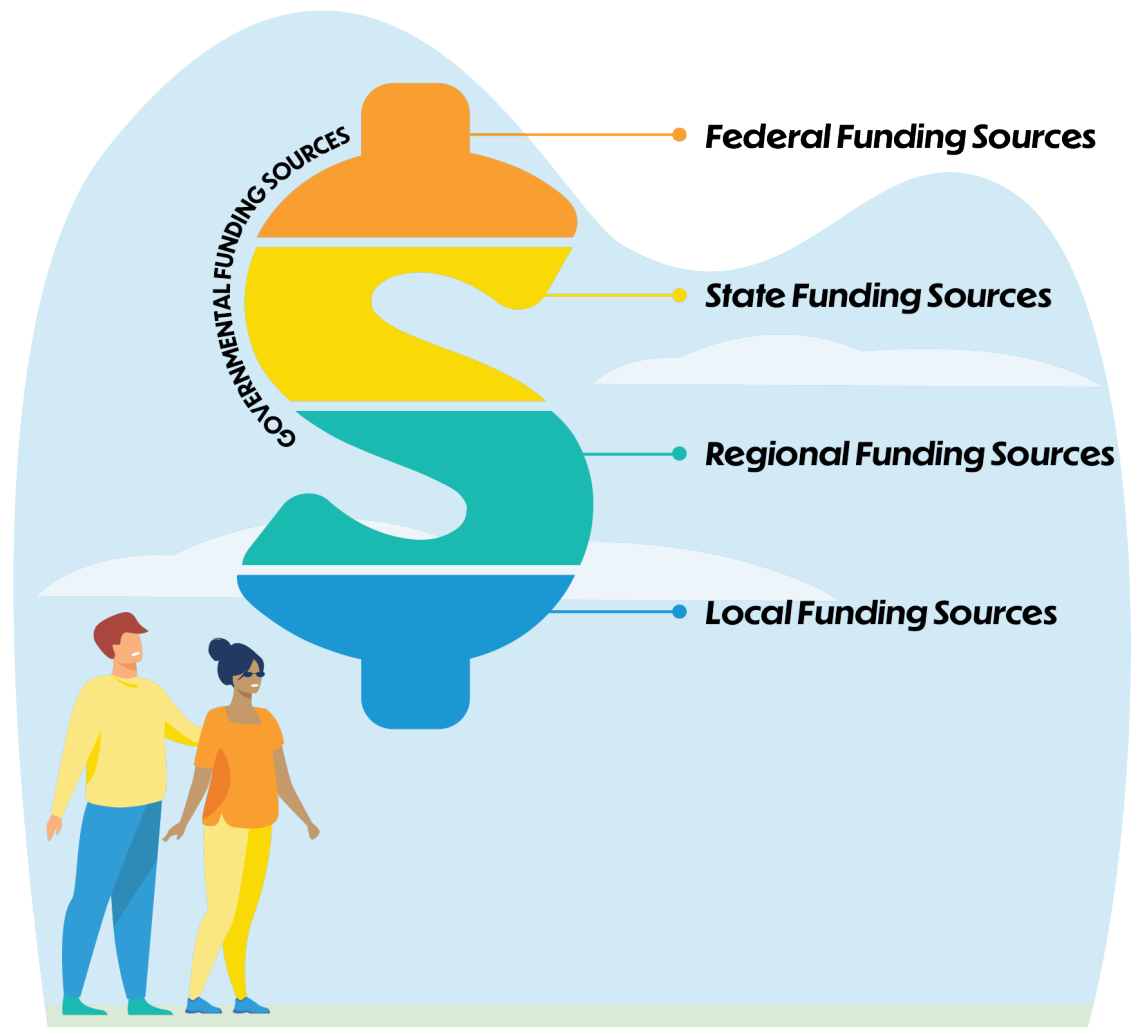 GOVERNMENTAL FUNDING SOURCES
Federal Funding Sources
State Funding Sources
Regional Funding Sources
Local Funding Sources